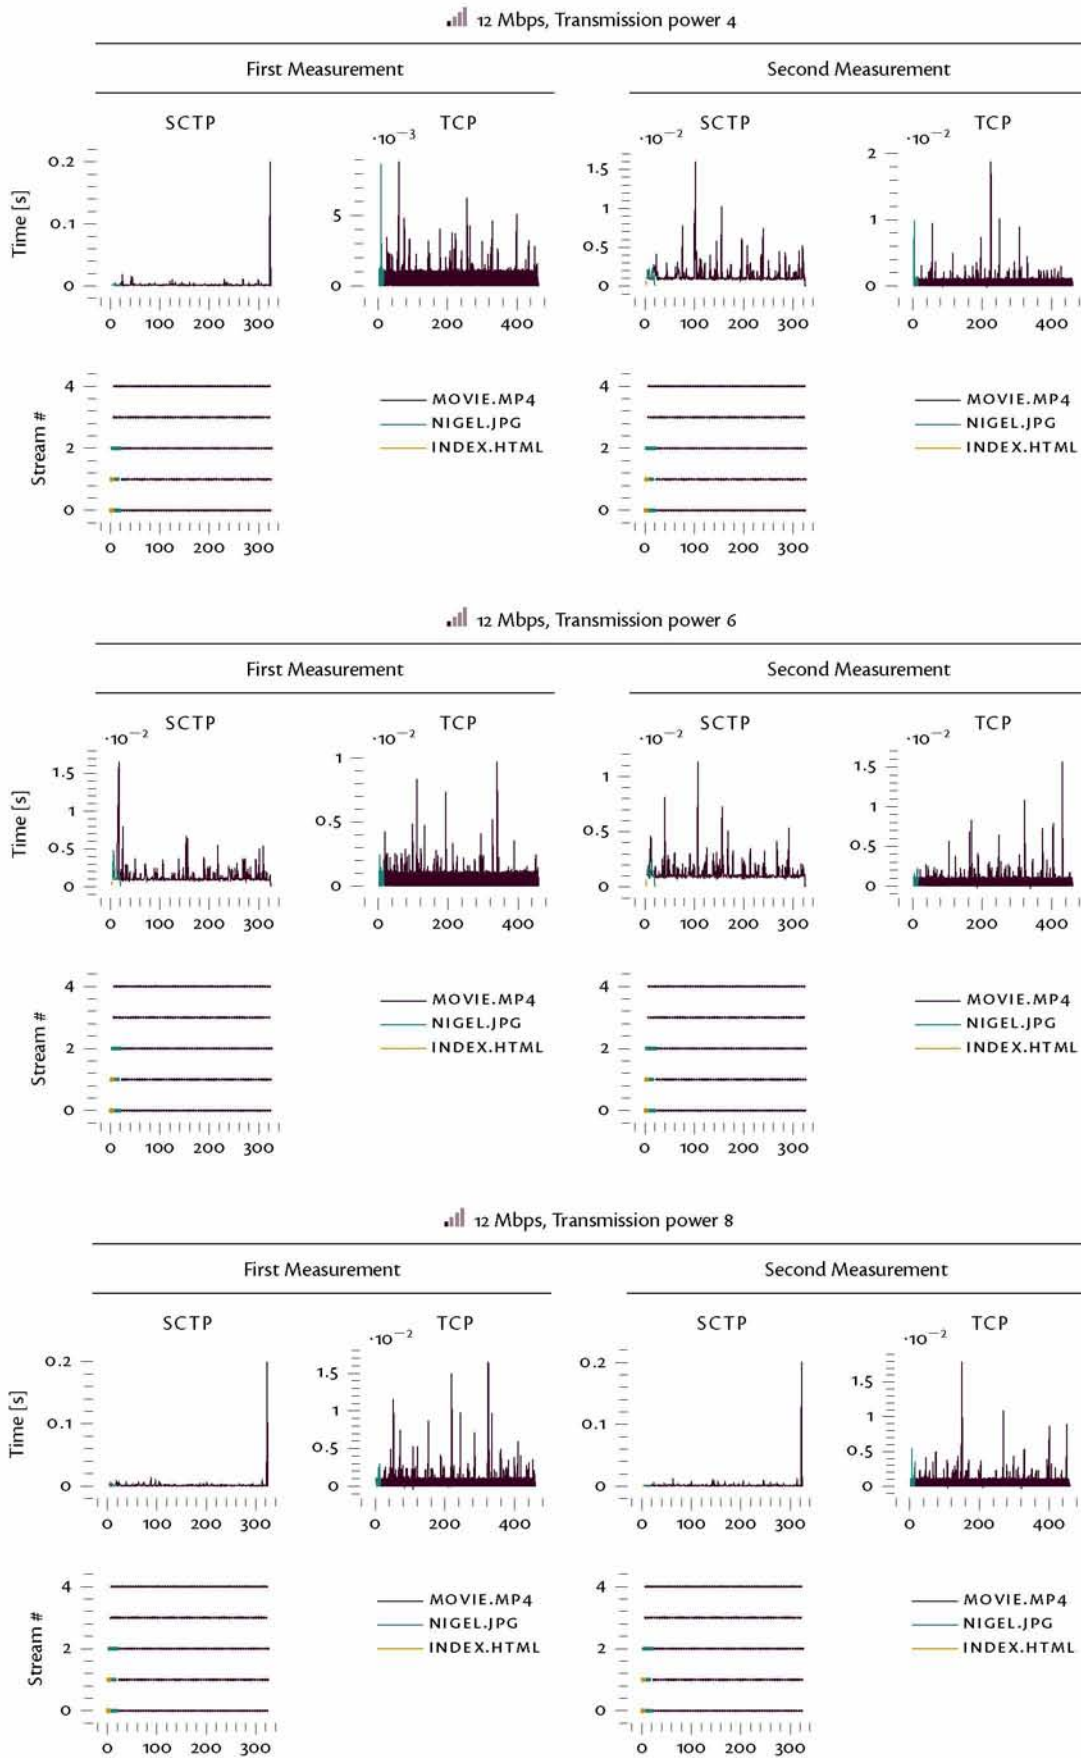 12 Mbps, Transmission power 4
First Measurement
Second Measurement
SCTP
TCP
SCTP
TCP
·10⁻³
·10⁻²
·10⁻²
Time [s]
0.2
0.1
0
0 100 200 300
5
0
0 200 400
1.5
1
0.5
0
0 100 200 300
2
1
0
0 200 400
Stream #
4
2
0
0 100 200 300
MOVIE.MP4
NIGEL.JPG
INDEX.HTML
4
2
0
0 100 200 300
MOVIE.MP4
NIGEL.JPG
INDEX.HTML
12 Mbps, Transmission power 6
First Measurement
Second Measurement
SCTP
TCP
SCTP
TCP
·10⁻²
·10⁻²
·10⁻²
·10⁻²
Time [s]
1.5
1
0.5
0
0 100 200 300
1
0.5
0
0 200 400
1
0.5
0
0 100 200 300
1.5
1
0.5
0
0 200 400
Stream #
4
2
0
0 100 200 300
MOVIE.MP4
NIGEL.JPG
INDEX.HTML
4
2
0
0 100 200 300
MOVIE.MP4
NIGEL.JPG
INDEX.HTML
12 Mbps, Transmission power 8
First Measurement
Second Measurement
SCTP
TCP
SCTP
TCP
·10⁻²
·10⁻²
Time [s]
0.2
0.1
0
0 100 200 300
1.5
1
0.5
0
0 200 400
0.2
0.1
0
0 100 200 300
1.5
1
0.5
0
0 200 400
Stream #
4
2
0
0 100 200 300
MOVIE.MP4
NIGEL.JPG
INDEX.HTML
4
2
0
0 100 200 300
MOVIE.MP4
NIGEL.JPG
INDEX.HTML